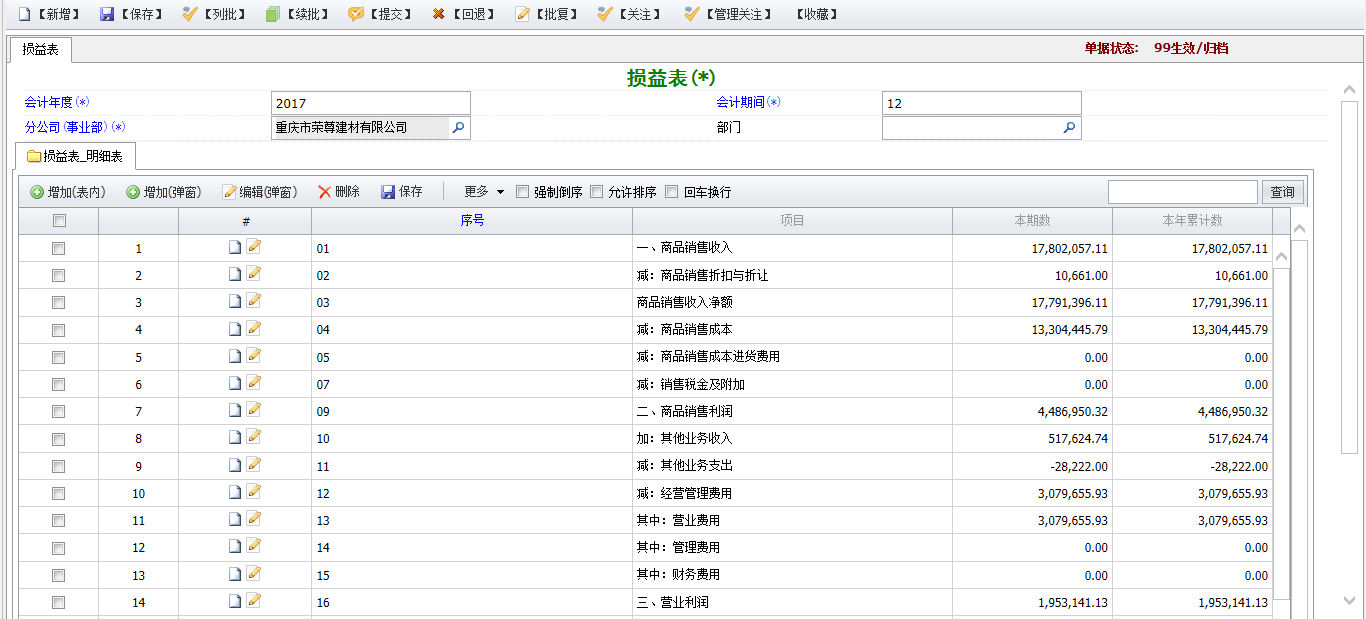 【新增】 【保存】 【列批】 【续批】 【提交】 【回退】 【批复】 【关注】 【管理关注】 【收藏】
损益表 单据状态: 99生效/归档
损益表(*)
会计年度(*) 2017 会计期间(*) 12
分公司(事业部)(*) 重庆市荣尊建材有限公司 部门
损益表_明细表
增加(表内) 增加(弹窗) 编辑(弹窗) 删除 保存 更多 强制倒序 允许排序 回车换行 查询
# 序号 项目 本期数 本年累计数
1 01 一、商品销售收入 17,802,057.11 17,802,057.11
2 02 减: 商品销售折扣与折让 10,661.00 10,661.00
3 03 商品销售收入净额 17,791,396.11 17,791,396.11
4 04 减: 商品销售成本 13,304,445.79 13,304,445.79
5 05 减: 商品销售成本进货费用 0.00 0.00
6 07 减: 销售税金及附加 0.00 0.00
7 09 二、商品销售利润 4,486,950.32 4,486,950.32
8 10 加: 其他业务收入 517,624.74 517,624.74
9 11 减: 其他业务支出 -28,222.00 -28,222.00
10 12 减: 经营管理费用 3,079,655.93 3,079,655.93
11 13 其中: 营业费用 3,079,655.93 3,079,655.93
12 14 其中: 管理费用 0.00 0.00
13 15 其中: 财务费用 0.00 0.00
14 16 三、营业利润 1,953,141.13 1,953,141.13